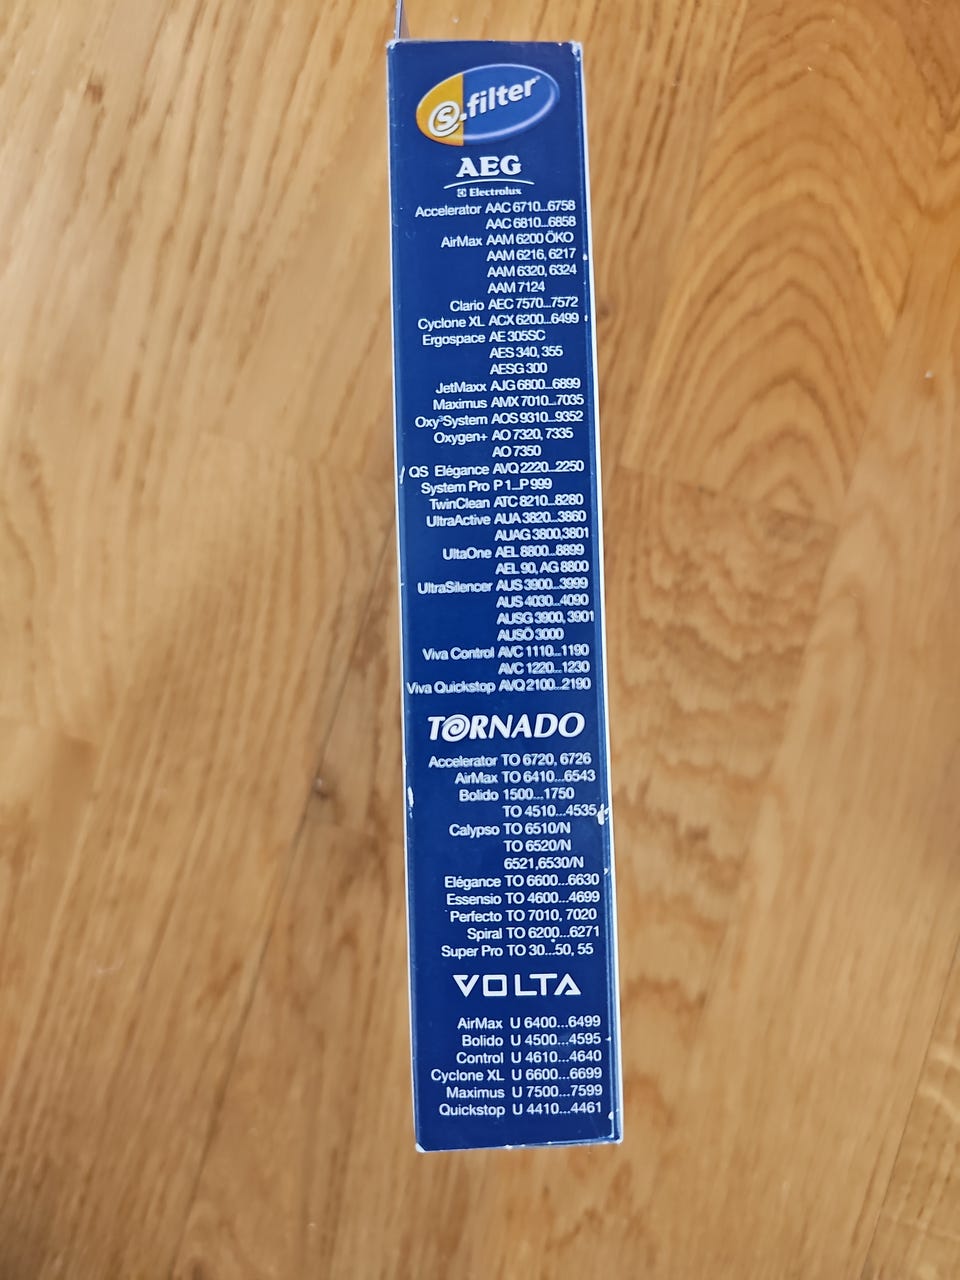 s.filter®
AEG
Electrolux
Accelerator AAC 6710...6758
AAC 6810...6858
AirMax AAM 6200 ÖKO
AAM 6216, 6217
AAM 6320, 6324
AAM 7124
Clario AEC 7570...7572
Cyclone XL ACX 6200...6499
Ergospace AE 305SC
AES 340, 355
AESG 300
JetMaxx AJG 6800...6899
Maximus AMX 7010...7035
Oxy³System AOS 9310...9352
Oxygen+ AO 7320, 7335
AO 7350
QS Elégance AVQ 2220...2250
System Pro P 1...P 999
TwinClean ATC 8210...8280
UltraActive AUA 3820...3860
AUAG 3800,3801
UltaOne AEL 8800...8899
AEL 90, AG 8800
UltraSilencer AUS 3900...3999
AUS 4030...4090
AUSG 3900, 3901
AUSÖ 3000
Viva Control AVC 1110...1190
AVC 1220...1230
Viva Quickstop AVQ 2100...2190
TORNADO
Accelerator TO 6720, 6726
AirMax TO 6410...6543
Bolido 1500...1750
TO 4510...4535
Calypso TO 6510/N
TO 6520/N
6521,6530/N
Elégance TO 6600...6630
Essensio TO 4600...4699
Perfecto TO 7010, 7020
Spiral TO 6200...6271
Super Pro TO 30...50, 55
VOLTA
AirMax U 6400...6499
Bolido U 4500...4595
Control U 4610...4640
Cyclone XL U 6600...6699
Maximus U 7500...7599
Quickstop U 4410...4461